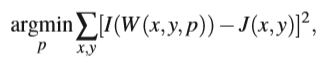 argmin∑[I(W(x,y,p)) − J(x,y)]²,
p x,y